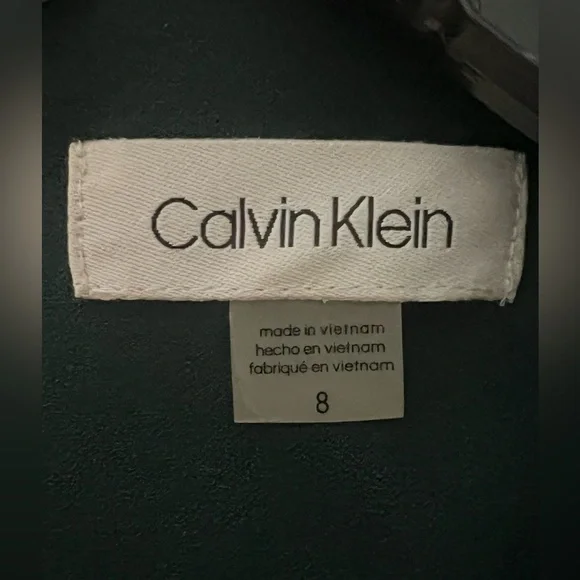 Calvin Klein
made in vietnam
hecho en vietnam
fabriqué en vietnam
8